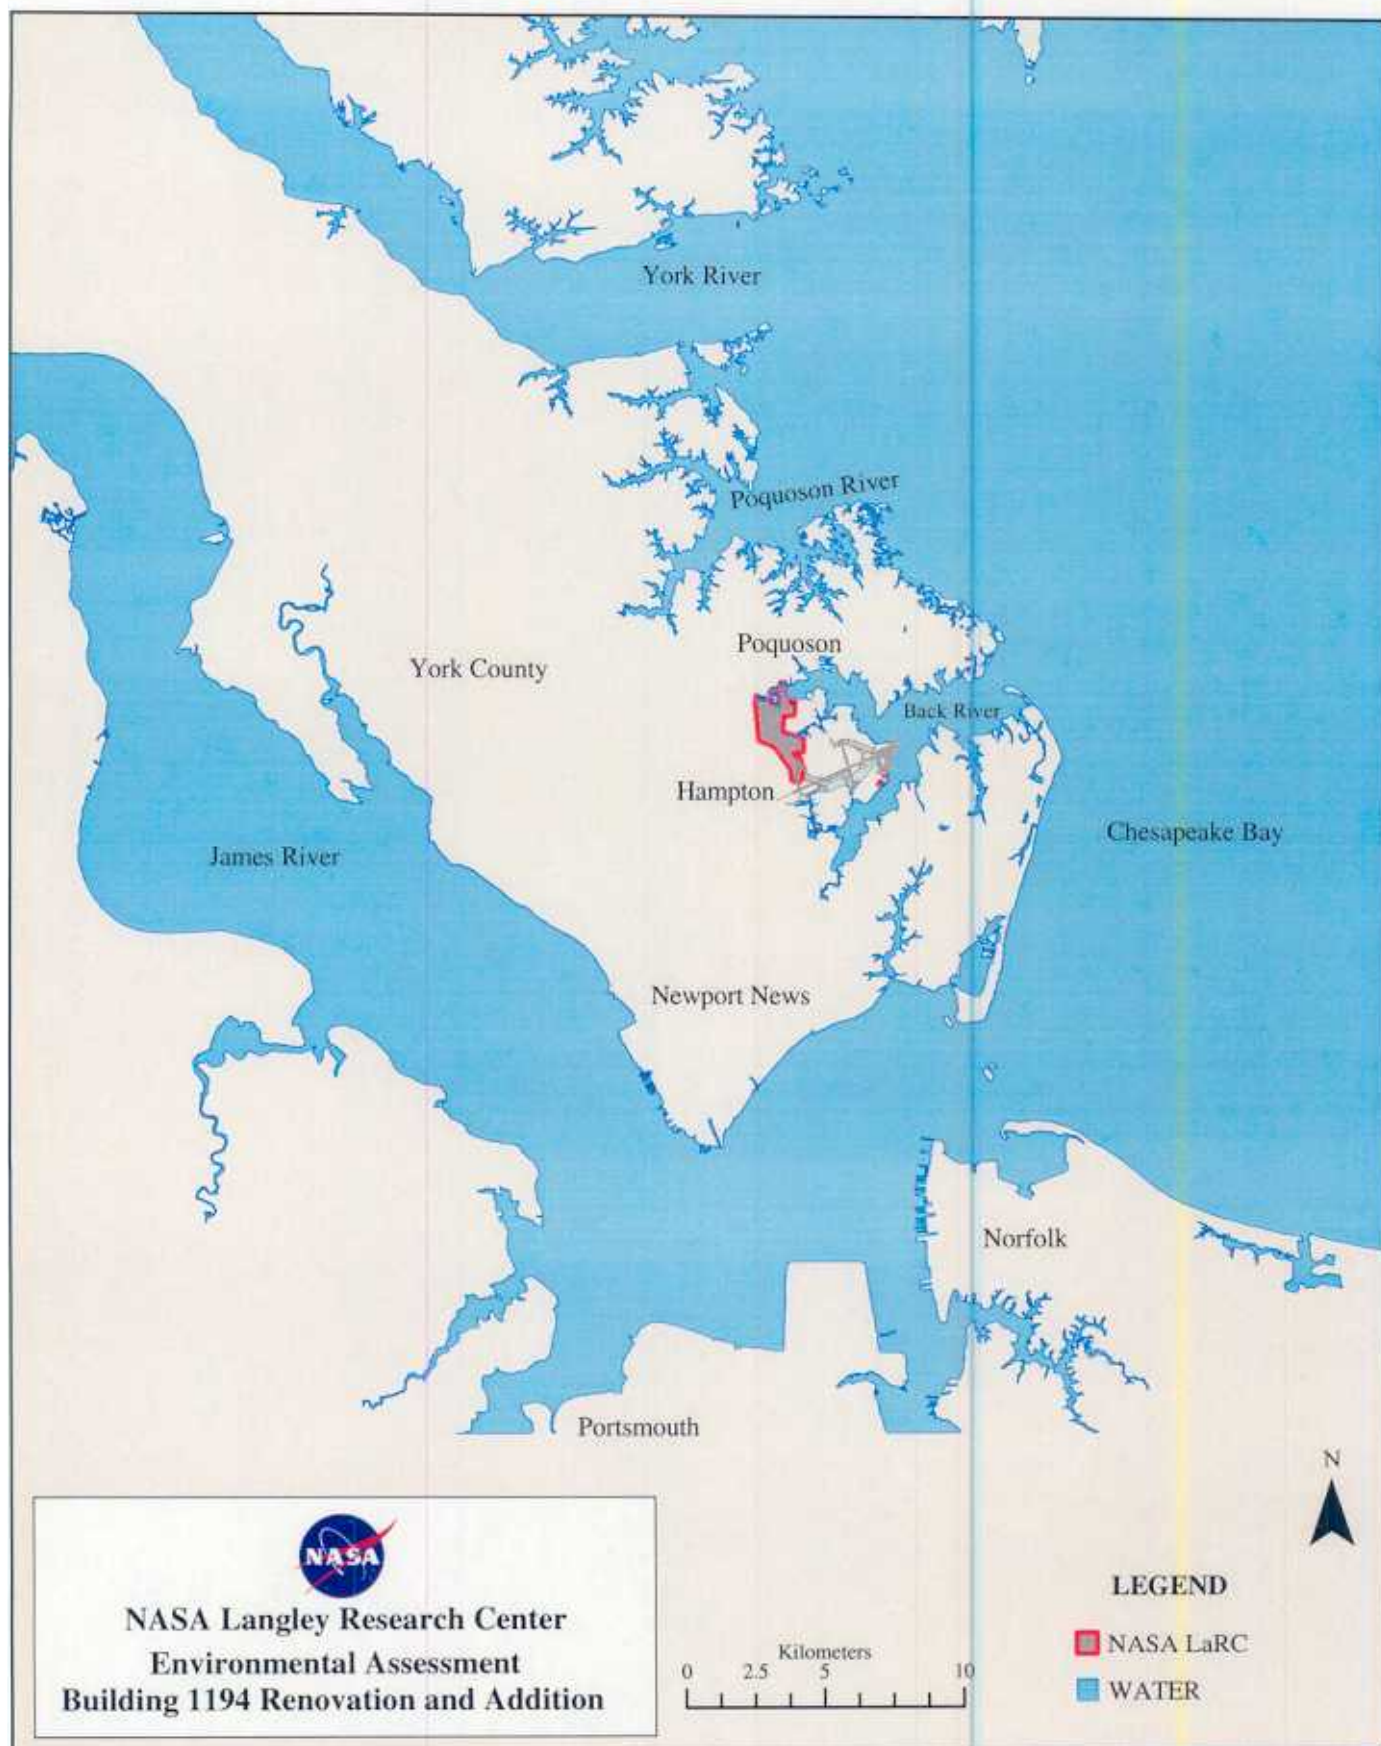 York River
Poquoson River
Poquoson
York County
Back River
Hampton
Chesapeake Bay
James River
Newport News
Norfolk
Portsmouth
N
NASA
NASA Langley Research Center
Environmental Assessment
Building 1194 Renovation and Addition
Kilometers
0 2.5 5 10
LEGEND
NASA LaRC
WATER